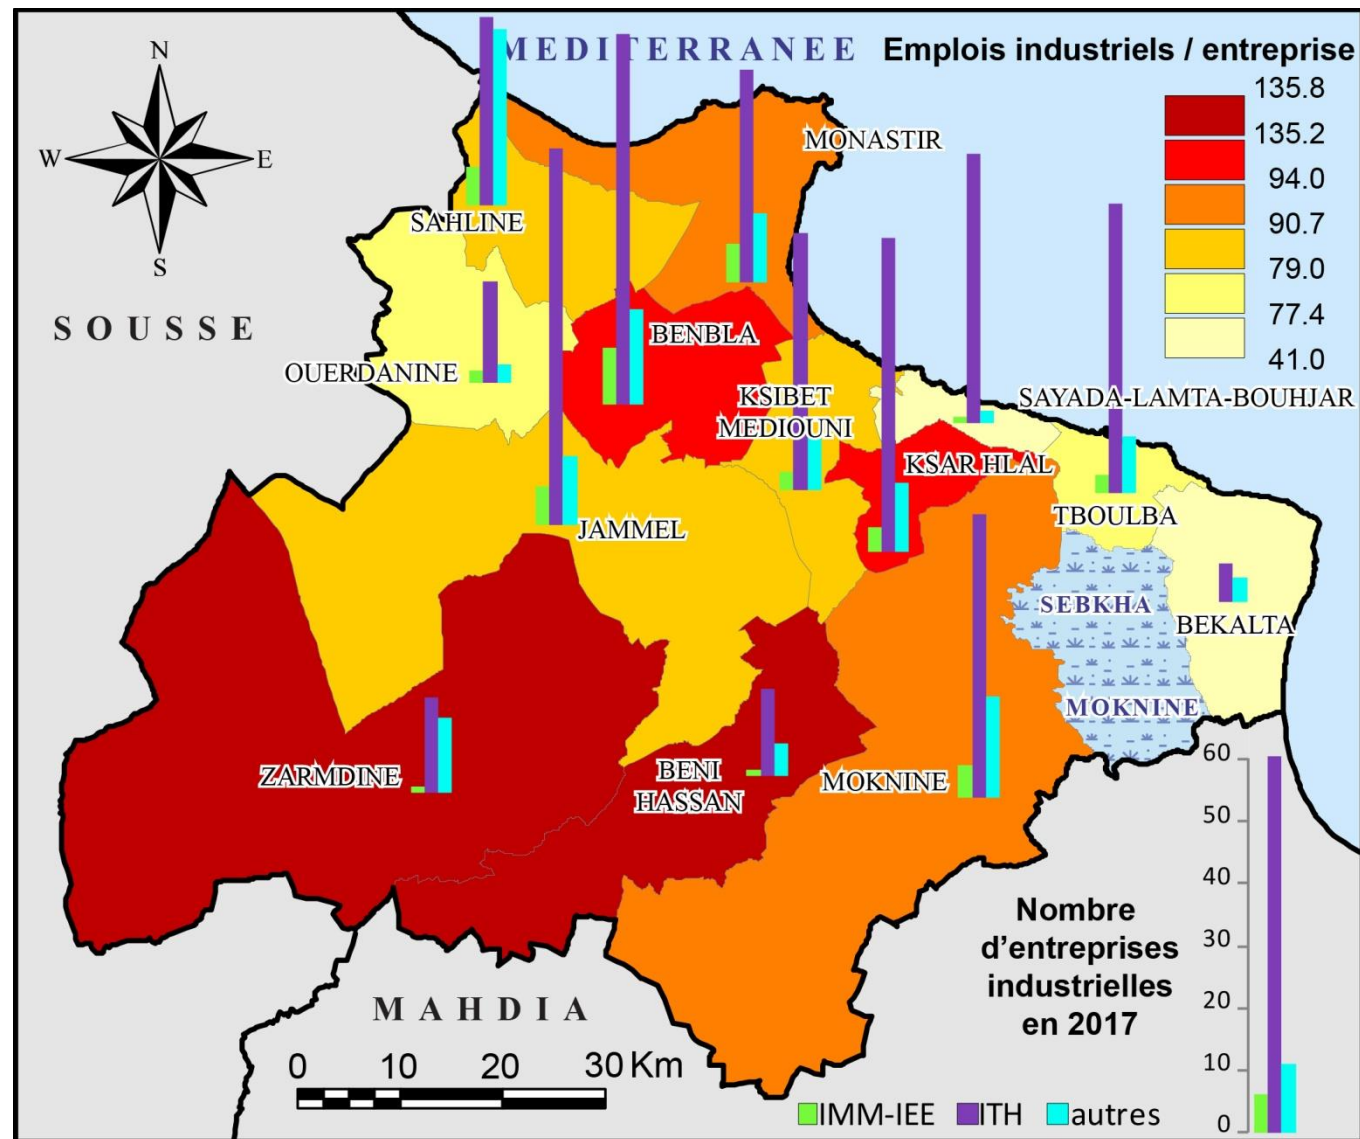 MEDITERRANEE
Emplois industriels / entreprise
135.8
135.2
94.0
90.7
79.0
77.4
41.0
N
W
E
S
SOUSSE
MONASTIR
SAHLINE
OUERDANINE
BENBLA
KSIBET
MEDIOUNI
SAYADA-LAMTA-BOUHJAR
KSAR HLAL
TBOULBA
JAMMEL
SEBKHA
MOKNINE
BEKALTA
ZARMDINE
BENI
HASSAN
MOKNINE
MAHDIA
0 10 20 30 Km
Nombre
d'entreprises
industrielles
en 2017
60
50
40
30
20
10
0
IMM-IEE ITH autres